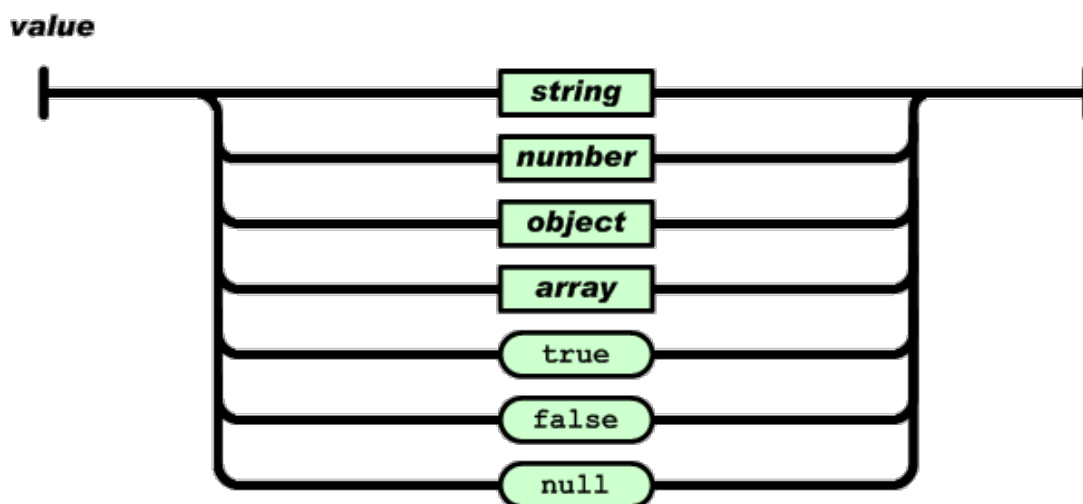 value
string
number
object
array
true
false
null